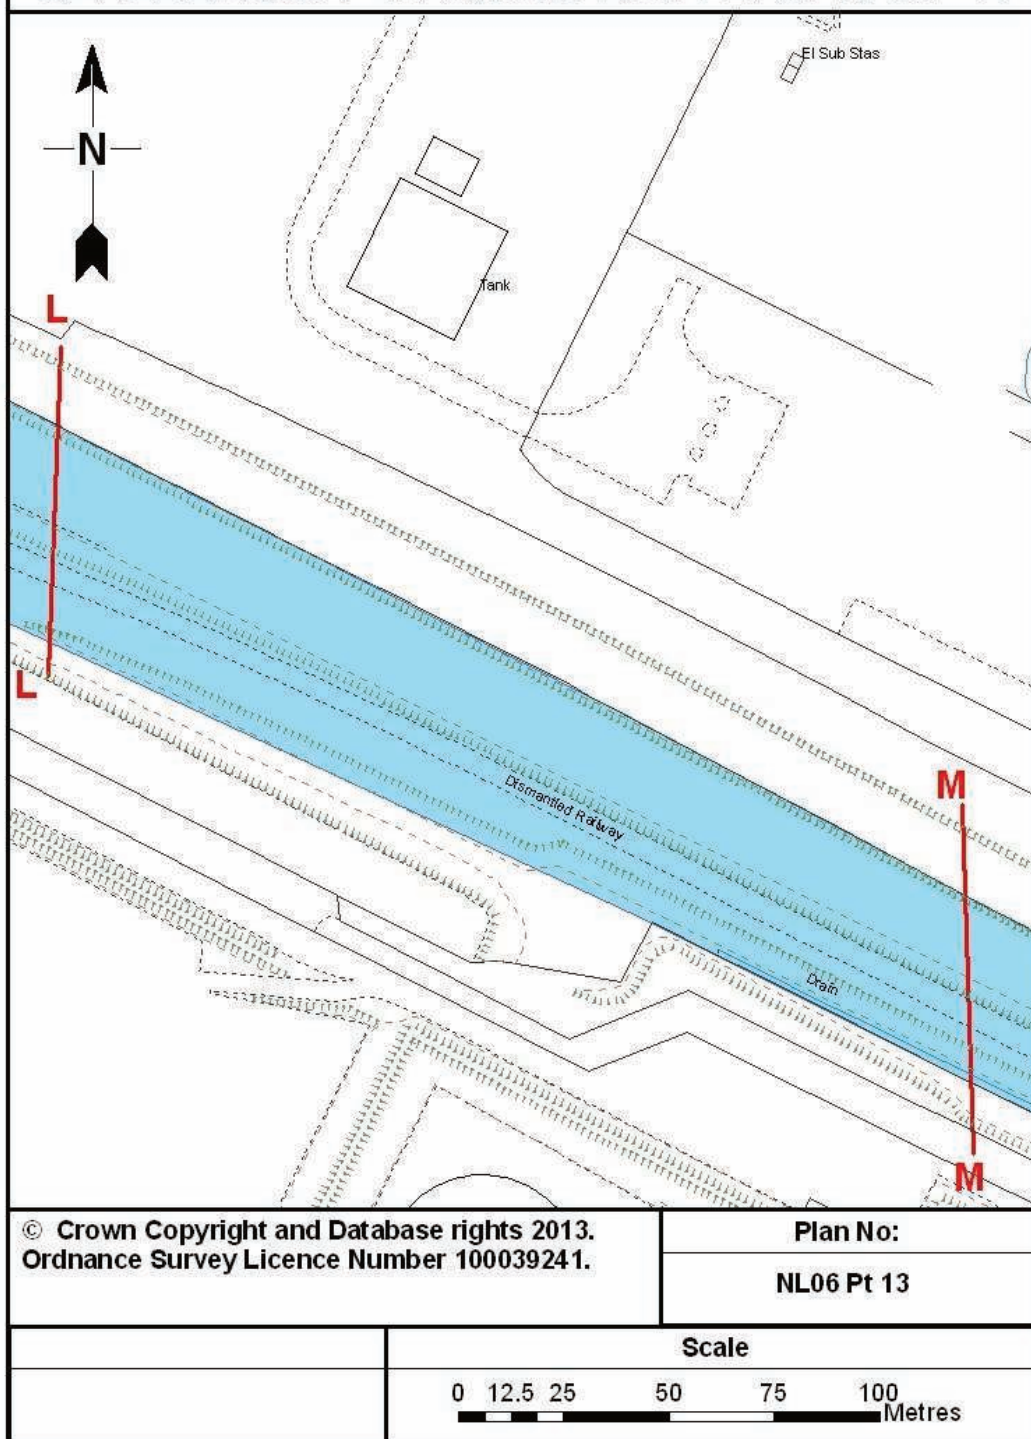 El Sub Stas
N
Tank
L
L
Dismantled Railway
M
Drain
M
© Crown Copyright and Database rights 2013.
Ordnance Survey Licence Number 100039241.
Plan No:
NL06 Pt 13
Scale
0 12.5 25 50 75 100
Metres